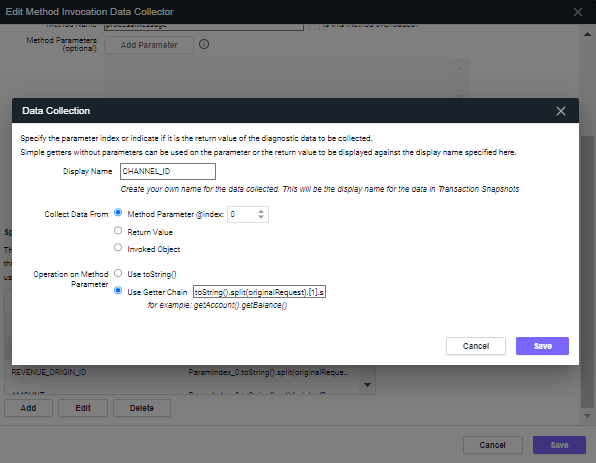 Edit Method Invocation Data Collector
Method Name processMessage Is this method overloaded?
Method Parameters
(optional)
Add Parameter
Data Collection
Specify the parameter index or indicate if it is the return value of the diagnostic data to be collected.
Simple getters without parameters can be used on the parameter or the return value to be displayed against the display name specified here.
Display Name CHANNEL_ID
Create your own name for the data collected. This will be the display name for the data in Transaction Snapshots
Collect Data From Method Parameter @index: 0
Return Value
Invoked Object
Operation on Method
Parameter
Use toString()
Use Getter Chain toString().split(originalRequest).[1].s
for example: getAccount().getBalance()
Cancel Save
REVENUE_ORIGIN_ID ParamIndex_0.toString().split(originalReque...
AMOUNT
Add Edit Delete
Cancel Save